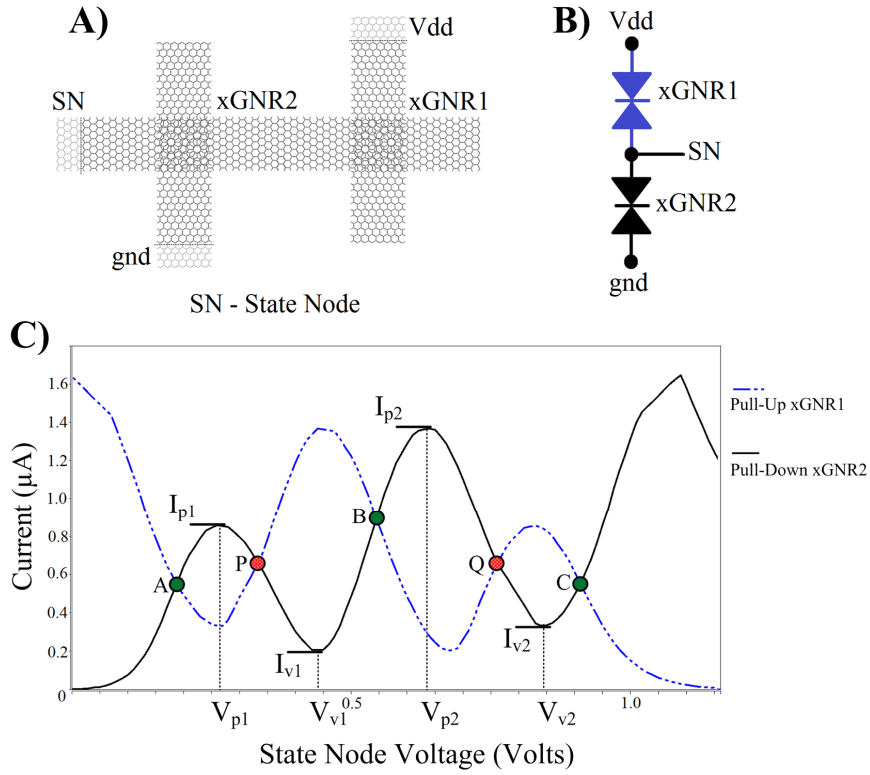 A)
Vdd
SN
xGNR2
xGNR1
gnd
SN - State Node
B)
Vdd
xGNR1
SN
xGNR2
gnd
C)
1.6
1.4
1.2
1.0
0.8
0.6
0.4
0.2
0
Current (µA)
Ip1
Iv1
Ip2
Iv2
A
P
B
Q
C
Vp1
Vv1
0.5
Vp2
Vv2
1.0
State Node Voltage (Volts)
Pull-Up xGNR1
Pull-Down xGNR2